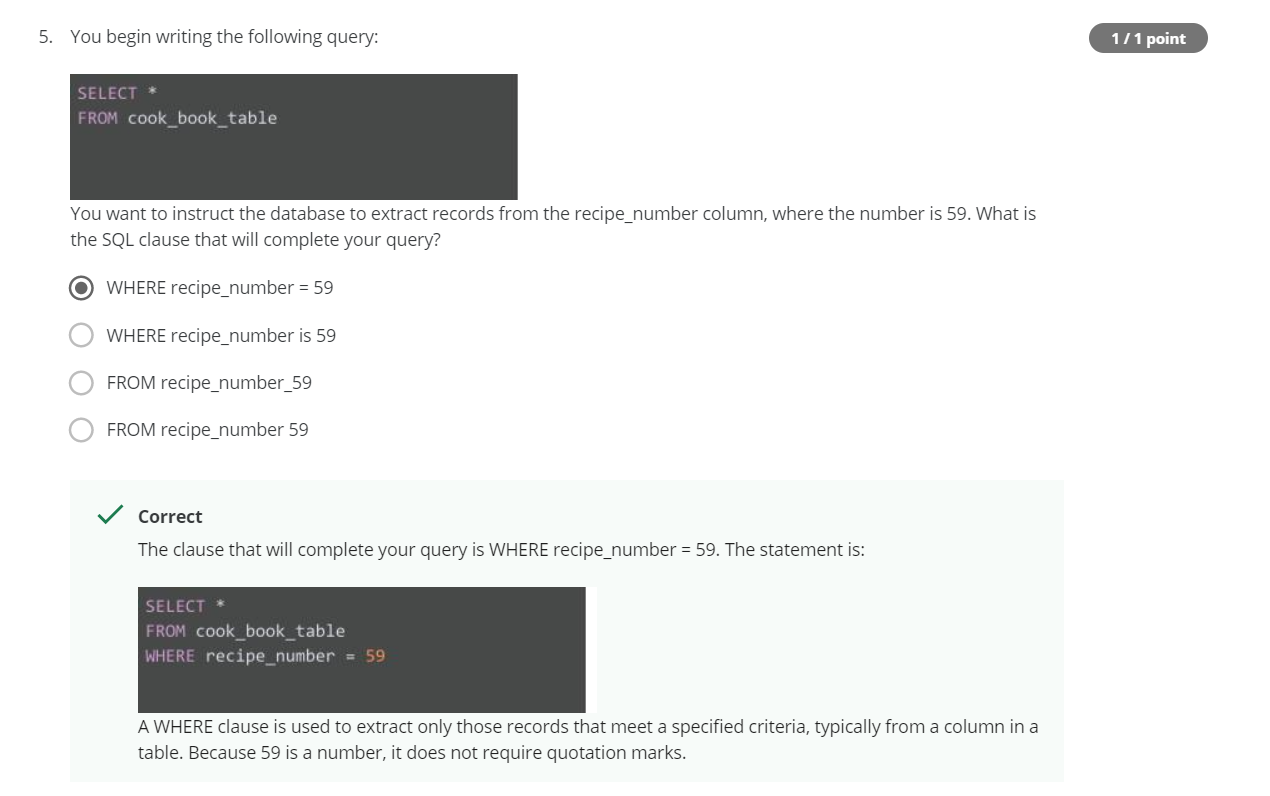 5. You begin writing the following query:
1 / 1 point
SELECT *
FROM cook_book_table
You want to instruct the database to extract records from the recipe_number column, where the number is 59. What is
the SQL clause that will complete your query?
WHERE recipe_number = 59
WHERE recipe_number is 59
FROM recipe_number_59
FROM recipe_number 59
Correct
The clause that will complete your query is WHERE recipe_number = 59. The statement is:
SELECT *
FROM cook_book_table
WHERE recipe_number = 59
A WHERE clause is used to extract only those records that meet a specified criteria, typically from a column in a
table. Because 59 is a number, it does not require quotation marks.